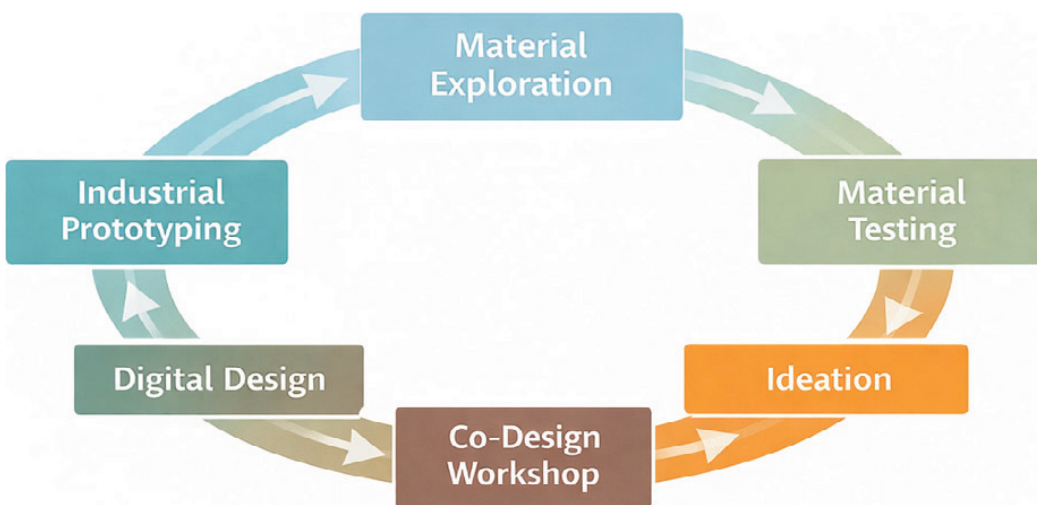 Material
Exploration
Material
Testing
Ideation
Co-Design
Workshop
Digital Design
Industrial
Prototyping